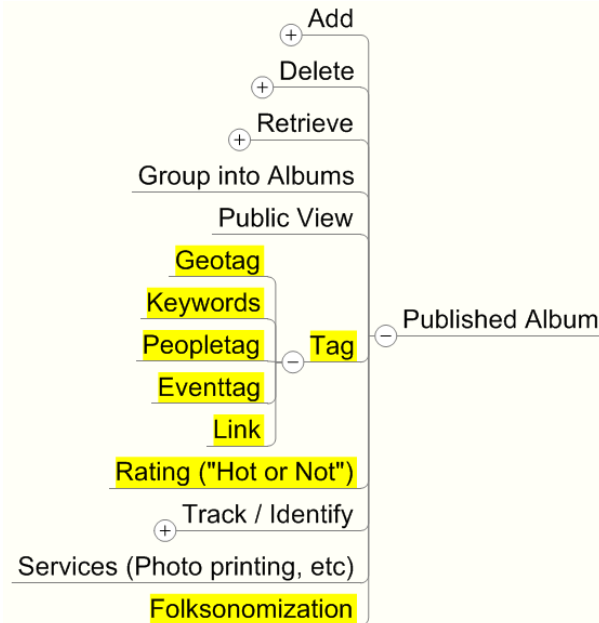 Add
Delete
Retrieve
Group into Albums
Public View
Geotag
Keywords
Peopletag
Eventtag
Link
Tag
Published Album
Rating ("Hot or Not")
Track / Identify
Services (Photo printing, etc)
Folksonomization